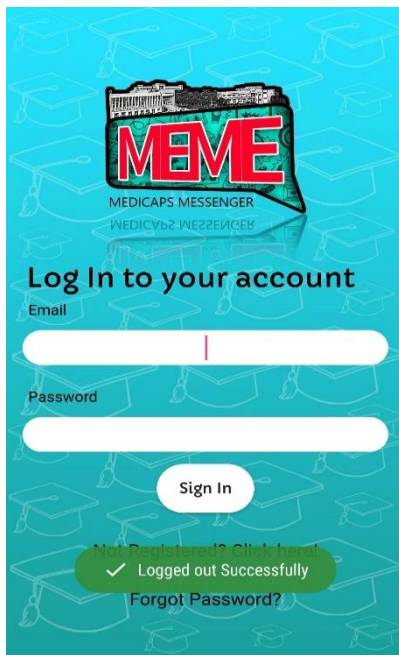 MEME
MEDICAPS MESSENGER
MEDICAPS MESSENGER
Log In to your account
Email
Password
Sign In
Not Registered? Click here!
Logged out Successfully
Forgot Password?